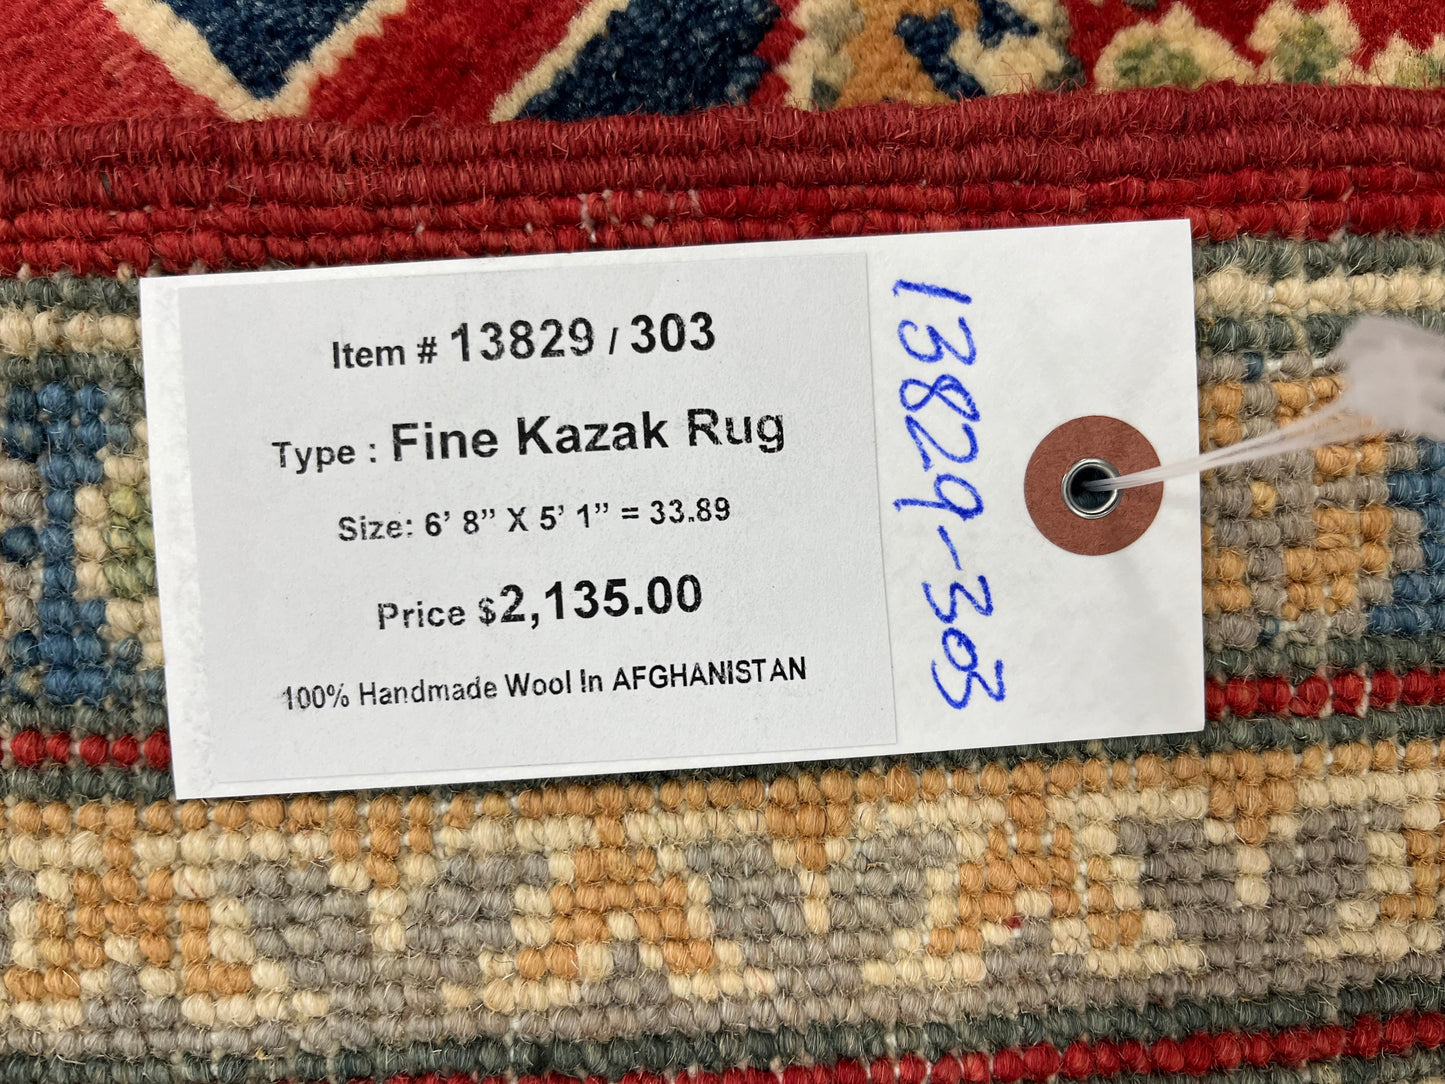 Item # 13829 / 303
Type : Fine Kazak Rug
Size: 6’ 8” X 5’ 1” = 33.89
Price $2,135.00
100% Handmade Wool In AFGHANISTAN
13829-303